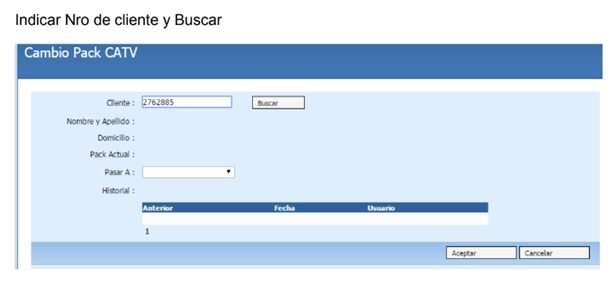 Indicar Nro de cliente y Buscar
Cambio Pack CATV
Cliente : 2762885 Buscar
Nombre y Apellido :
Domicilio :
Pack Actual :
Pasar A :
Historial :
Anterior Fecha Usuario
1
Aceptar Cancelar